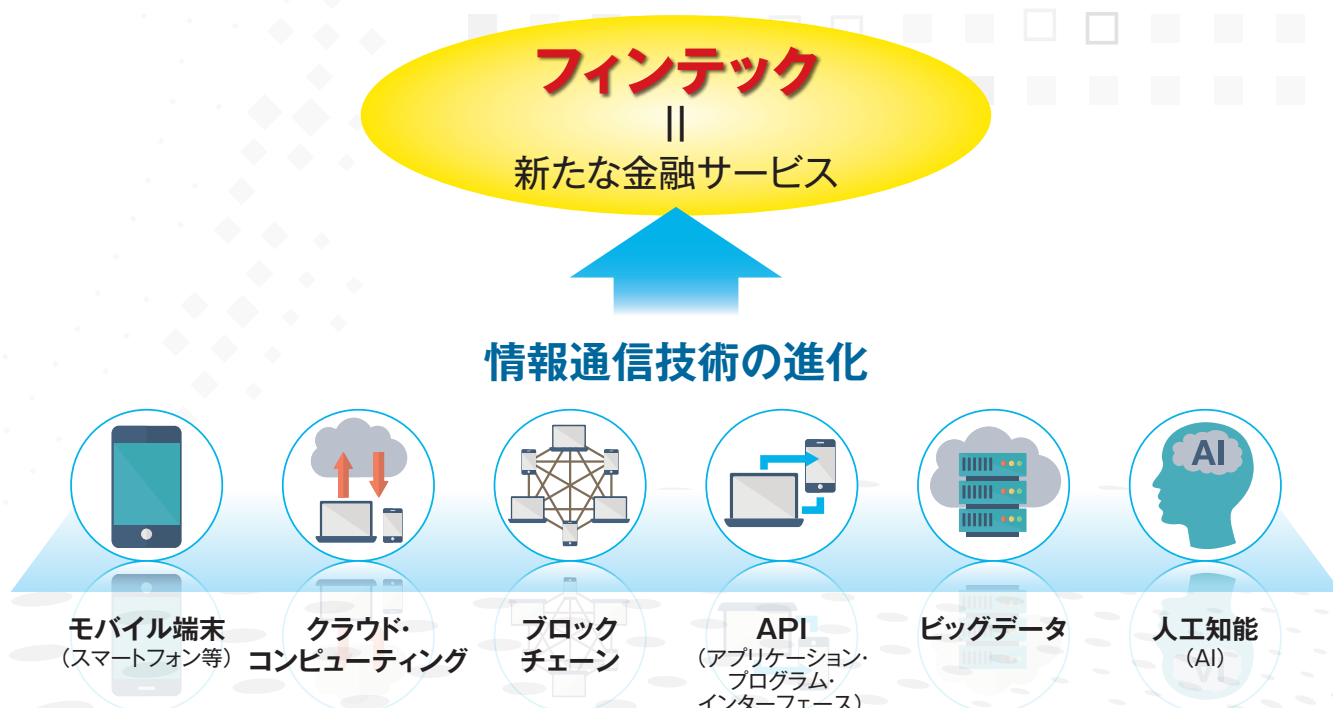 フィンテック
||
新たな金融サービス
情報通信技術の進化
AI
モバイル端末
（スマートフォン等）
クラウド・
コンピューティング
ブロック
チェーン
API
（アプリケーション・
プログラム・
インターフェース）
ビッグデータ
人工知能
（AI）